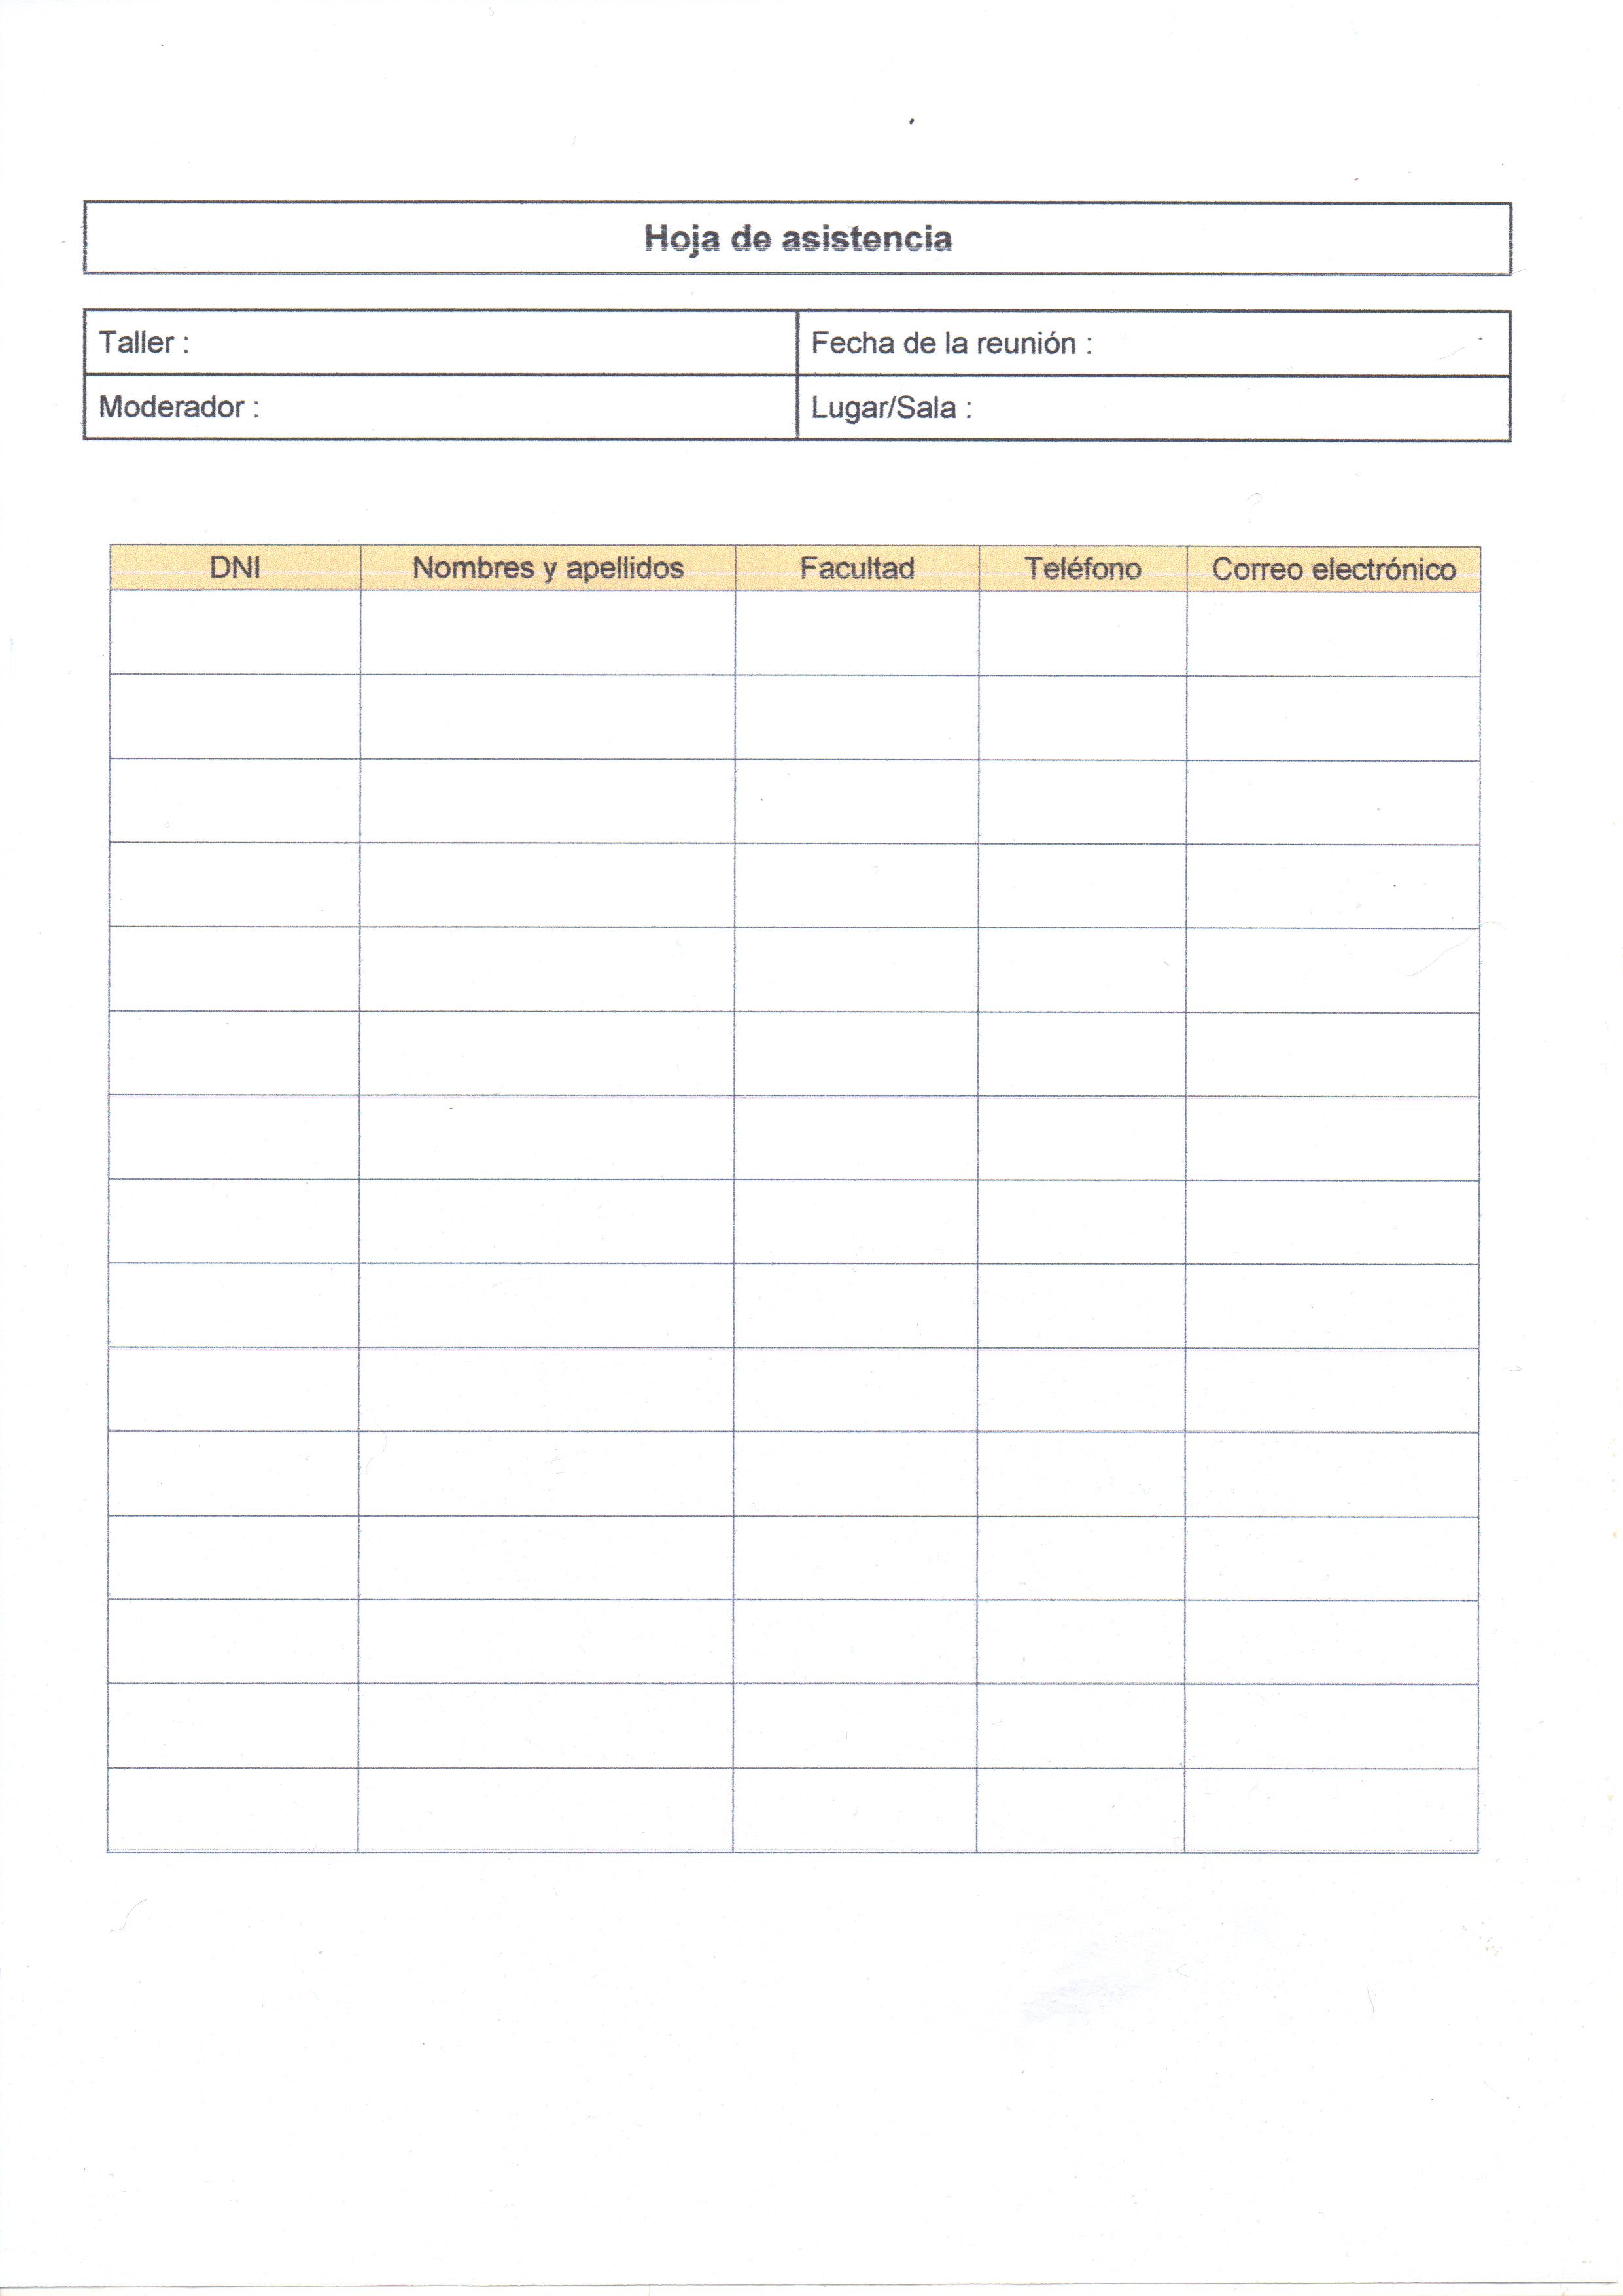 Hoja de asistencia
Taller :
Fecha de la reunión :
Moderador :
Lugar/Sala :
DNI Nombres y apellidos Facultad Teléfono Correo electrónico